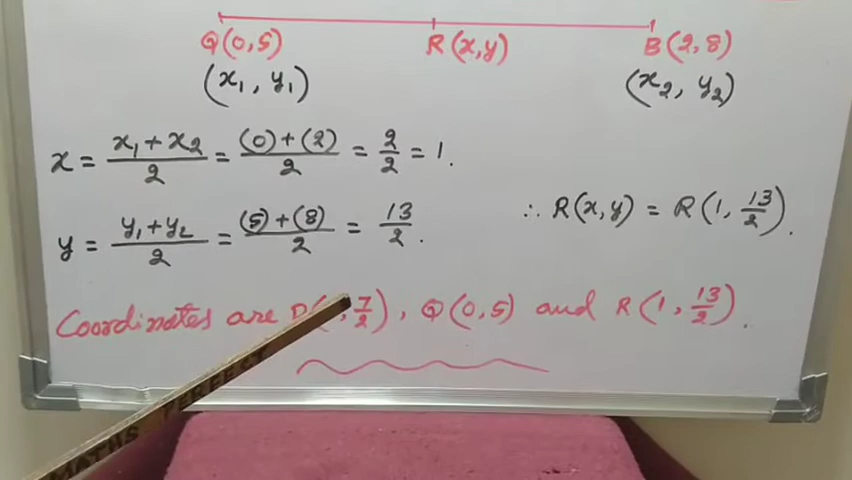 Q(0,5) R(x,y) B(2,8)
(x₁, y₁) (x₂, y₂)
x = (x₁+x₂)/2 = ((0)+(2))/2 = 2/2 = 1.
y = (y₁+y₂)/2 = ((5)+(8))/2 = 13/2.
∴ R(x,y) = R(1, 13/2).
Coordinates are P( , 7/2), Q(0,5) and R(1, 13/2).
MATHS PERFECT